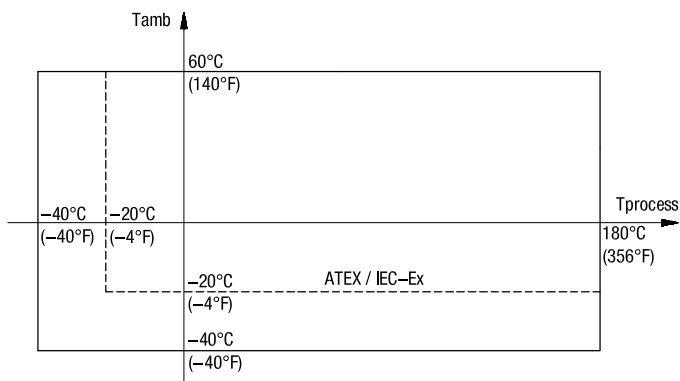 Tamb
60°C
(140°F)
Tprocess
−40°C
(−40°F)
−20°C
(−4°F)
180°C
(356°F)
−20°C
(−4°F)
ATEX / IEC−Ex
−40°C
(−40°F)